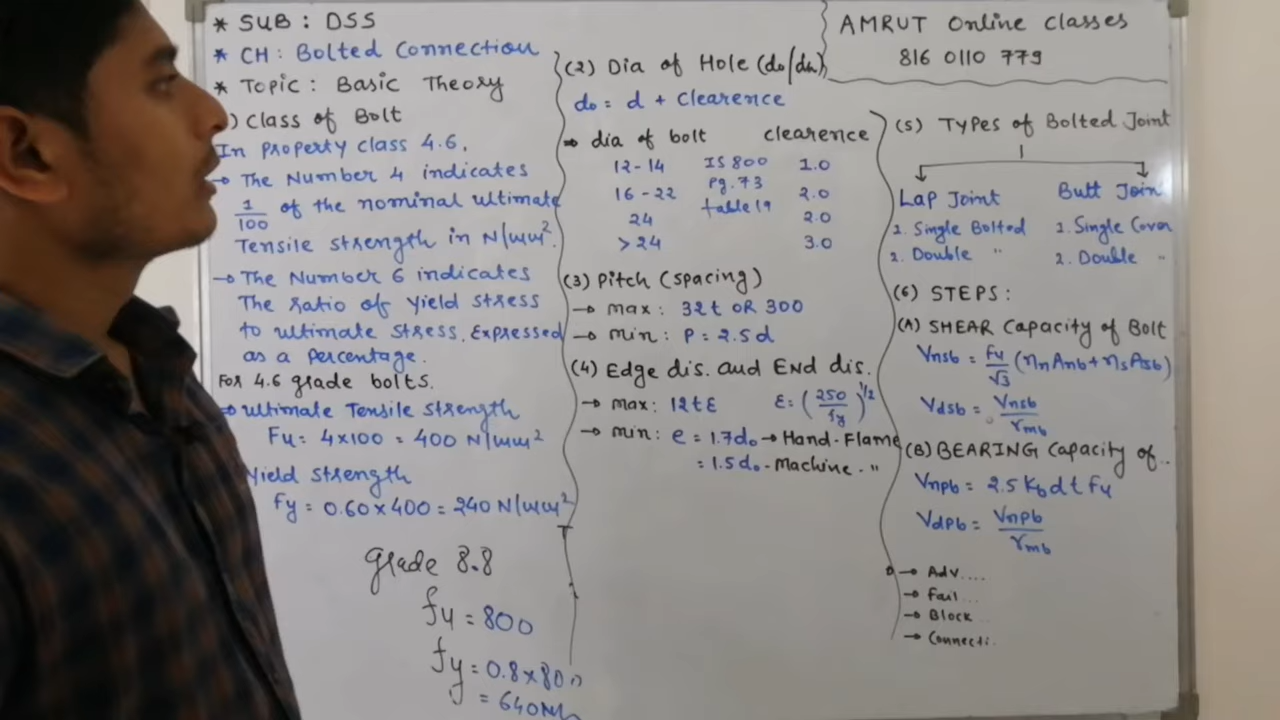 * SUB : DSS
* CH : Bolted Connection
* TOPIC : Basic Theory
1) Class of Bolt
In property class 4.6,
→ The Number 4 indicates
1/100 of the nominal ultimate
Tensile strength in N/mm².
→ The Number 6 indicates
The ratio of yield stress
to ultimate stress, Expressed
as a percentage.
For 4.6 grade bolts.
→ ultimate Tensile strength
Fu = 4×100 = 400 N/mm²
Yield strength
fy = 0.60×400 = 240 N/mm²
grade 8.8
fu = 800
fy = 0.8×800
= 640
(2) Dia of Hole (do/dh)
do = d + Clearence
→ dia of bolt clearence
12-14 IS 800 1.0
16-22 Pg.73 2.0
24 table 19 2.0
>24 3.0
(3) Pitch (spacing)
→ max: 32t OR 300
→ min: P = 2.5d
(4) Edge dis. and End dis.
→ max: 12tε ε = (250/fy)^1/2
→ min: e = 1.7do → Hand-Flame
= 1.5do - Machine - "
AMRUT Online classes
816 0110 779
(5) Types of Bolted Joint
Lap Joint Butt Join
1. Single Bolted 1. Single Cover
2. Double " 2. Double "
(6) STEPS:
(A) SHEAR Capacity of Bolt
Vnsb = fu/√3 (nn Anb + ns Asb)
Vdsb = Vnsb/γmb
(B) BEARING Capacity of..
Vnpb = 2.5 Kb d t fu
Vdpb = Vnpb/γmb
→ Adv....
→ Fail...
→ Block..
→ Connecti..